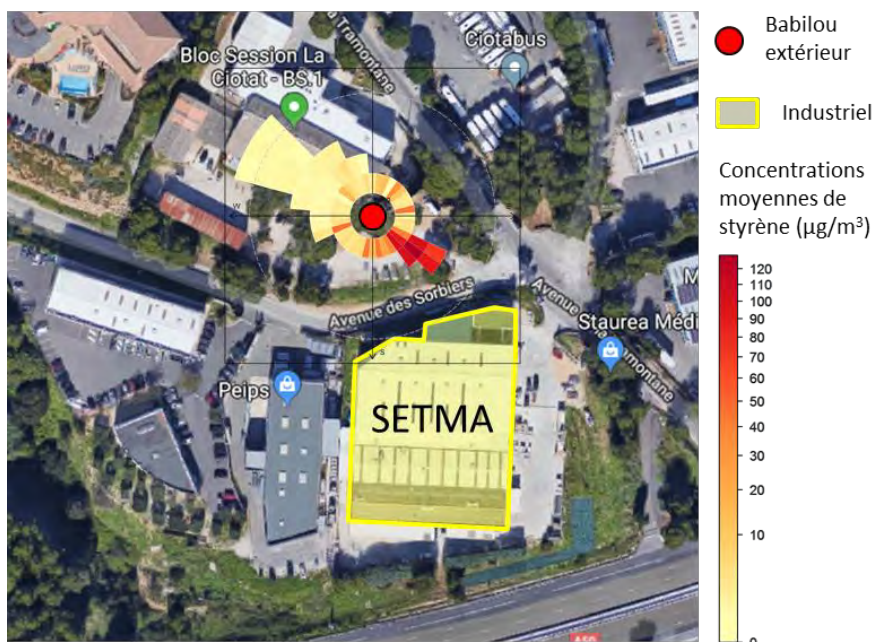 Babilou
extérieur
Industriel
Concentrations
moyennes de
styrène (µg/m³)
120
110
100
90
80
70
60
50
40
30
20
10
0
Tramontane
Ciotabus
Bloc Session La
Ciotat - BS.1
W
S
Avenue des Sorbiers
Avenue
Tramontane
Staurea Médi
M
Peips
SETMA
A50